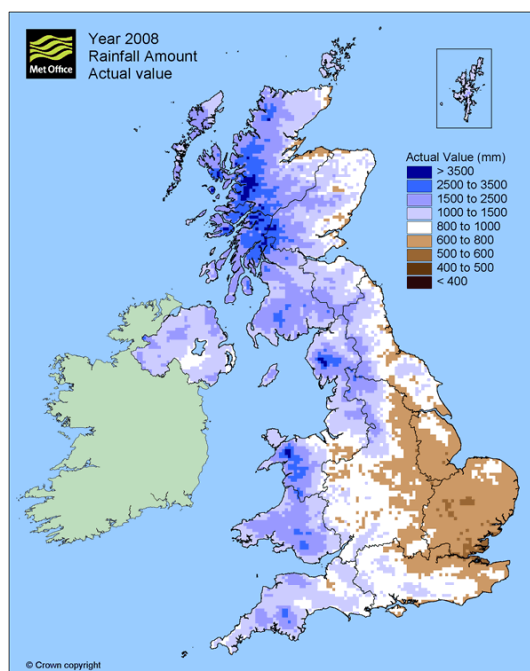 Met Office
Year 2008
Rainfall Amount
Actual value
Actual Value (mm)
> 3500
2500 to 3500
1500 to 2500
1000 to 1500
800 to 1000
600 to 800
500 to 600
400 to 500
< 400
© Crown copyright